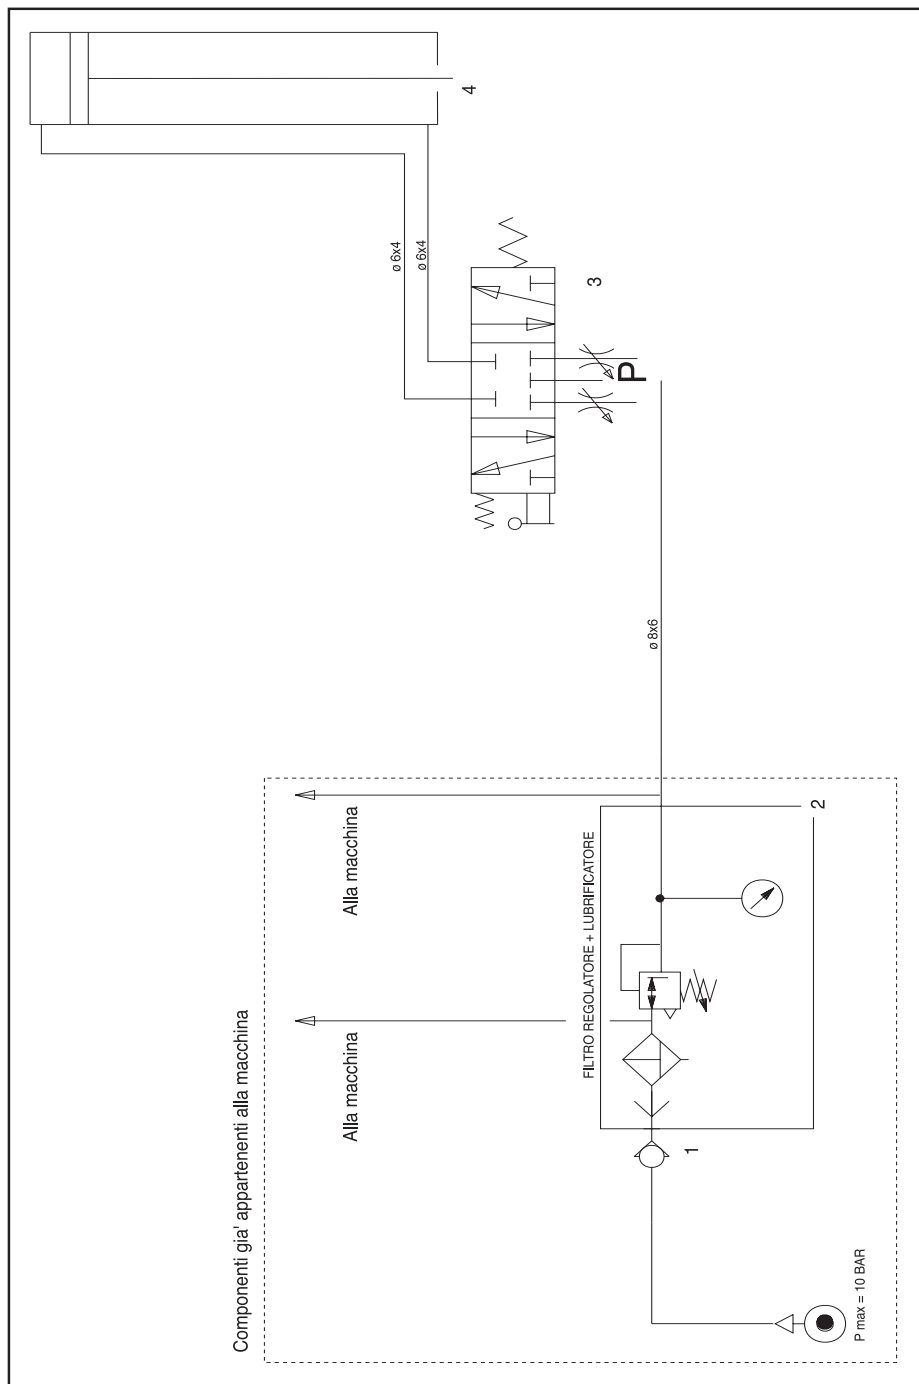 Componenti gia' appartenenti alla macchina
P max = 10 BAR
1
Alla macchina
Alla macchina
FILTRO REGOLATORE + LUBRIFICATORE
2
ø 8x6
P
3
ø 6x4
ø 6x4
4